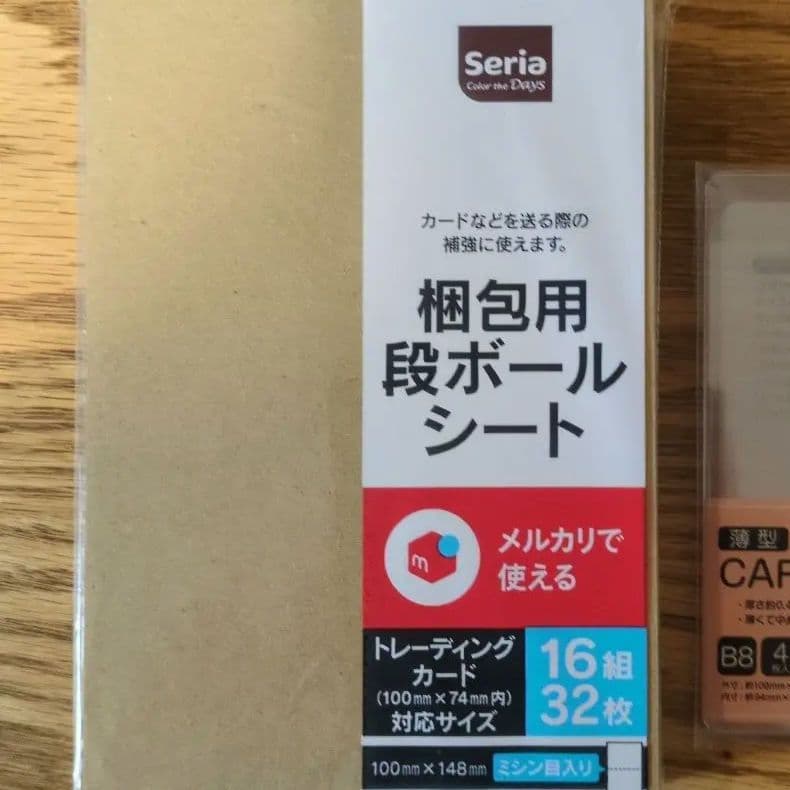 Seria
Color the Days
カードなどを送る際の
補強に使えます。
梱包用
段ボール
シート
m
メルカリで
使える
トレーディング
カード
(100mm×74mm内)
対応サイズ
16組
32枚
100mm×148mm
ミシン目入り
薄型
B8